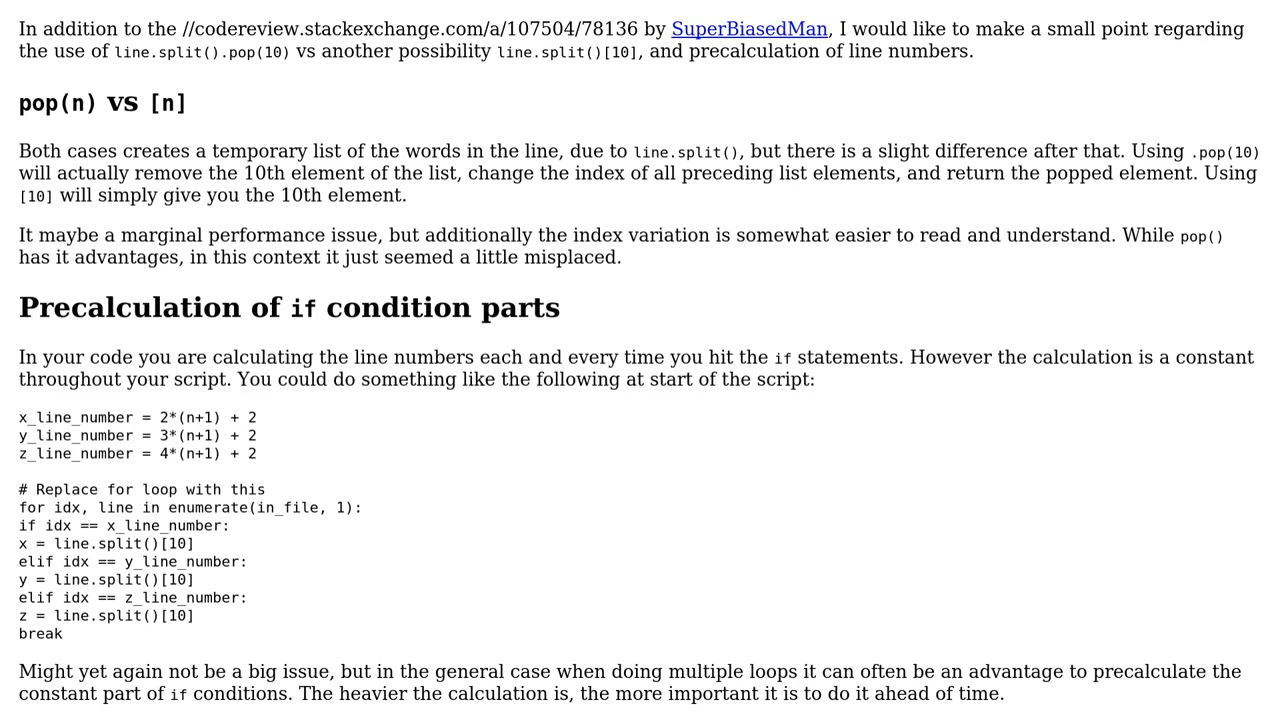 In addition to the //codereview.stackexchange.com/a/107504/78136 by SuperBiasedMan, I would like to make a small point regarding
the use of line.split().pop(10) vs another possibility line.split()[10], and precalculation of line numbers.
pop(n) vs [n]
Both cases creates a temporary list of the words in the line, due to line.split(), but there is a slight difference after that. Using .pop(10)
will actually remove the 10th element of the list, change the index of all preceding list elements, and return the popped element. Using
[10] will simply give you the 10th element.
It maybe a marginal performance issue, but additionally the index variation is somewhat easier to read and understand. While pop()
has it advantages, in this context it just seemed a little misplaced.
Precalculation of if condition parts
In your code you are calculating the line numbers each and every time you hit the if statements. However the calculation is a constant
throughout your script. You could do something like the following at start of the script:
x_line_number = 2*(n+1) + 2
y_line_number = 3*(n+1) + 2
z_line_number = 4*(n+1) + 2
# Replace for loop with this
for idx, line in enumerate(in_file, 1):
if idx == x_line_number:
x = line.split()[10]
elif idx == y_line_number:
y = line.split()[10]
elif idx == z_line_number:
z = line.split()[10]
break
Might yet again not be a big issue, but in the general case when doing multiple loops it can often be an advantage to precalculate the
constant part of if conditions. The heavier the calculation is, the more important it is to do it ahead of time.